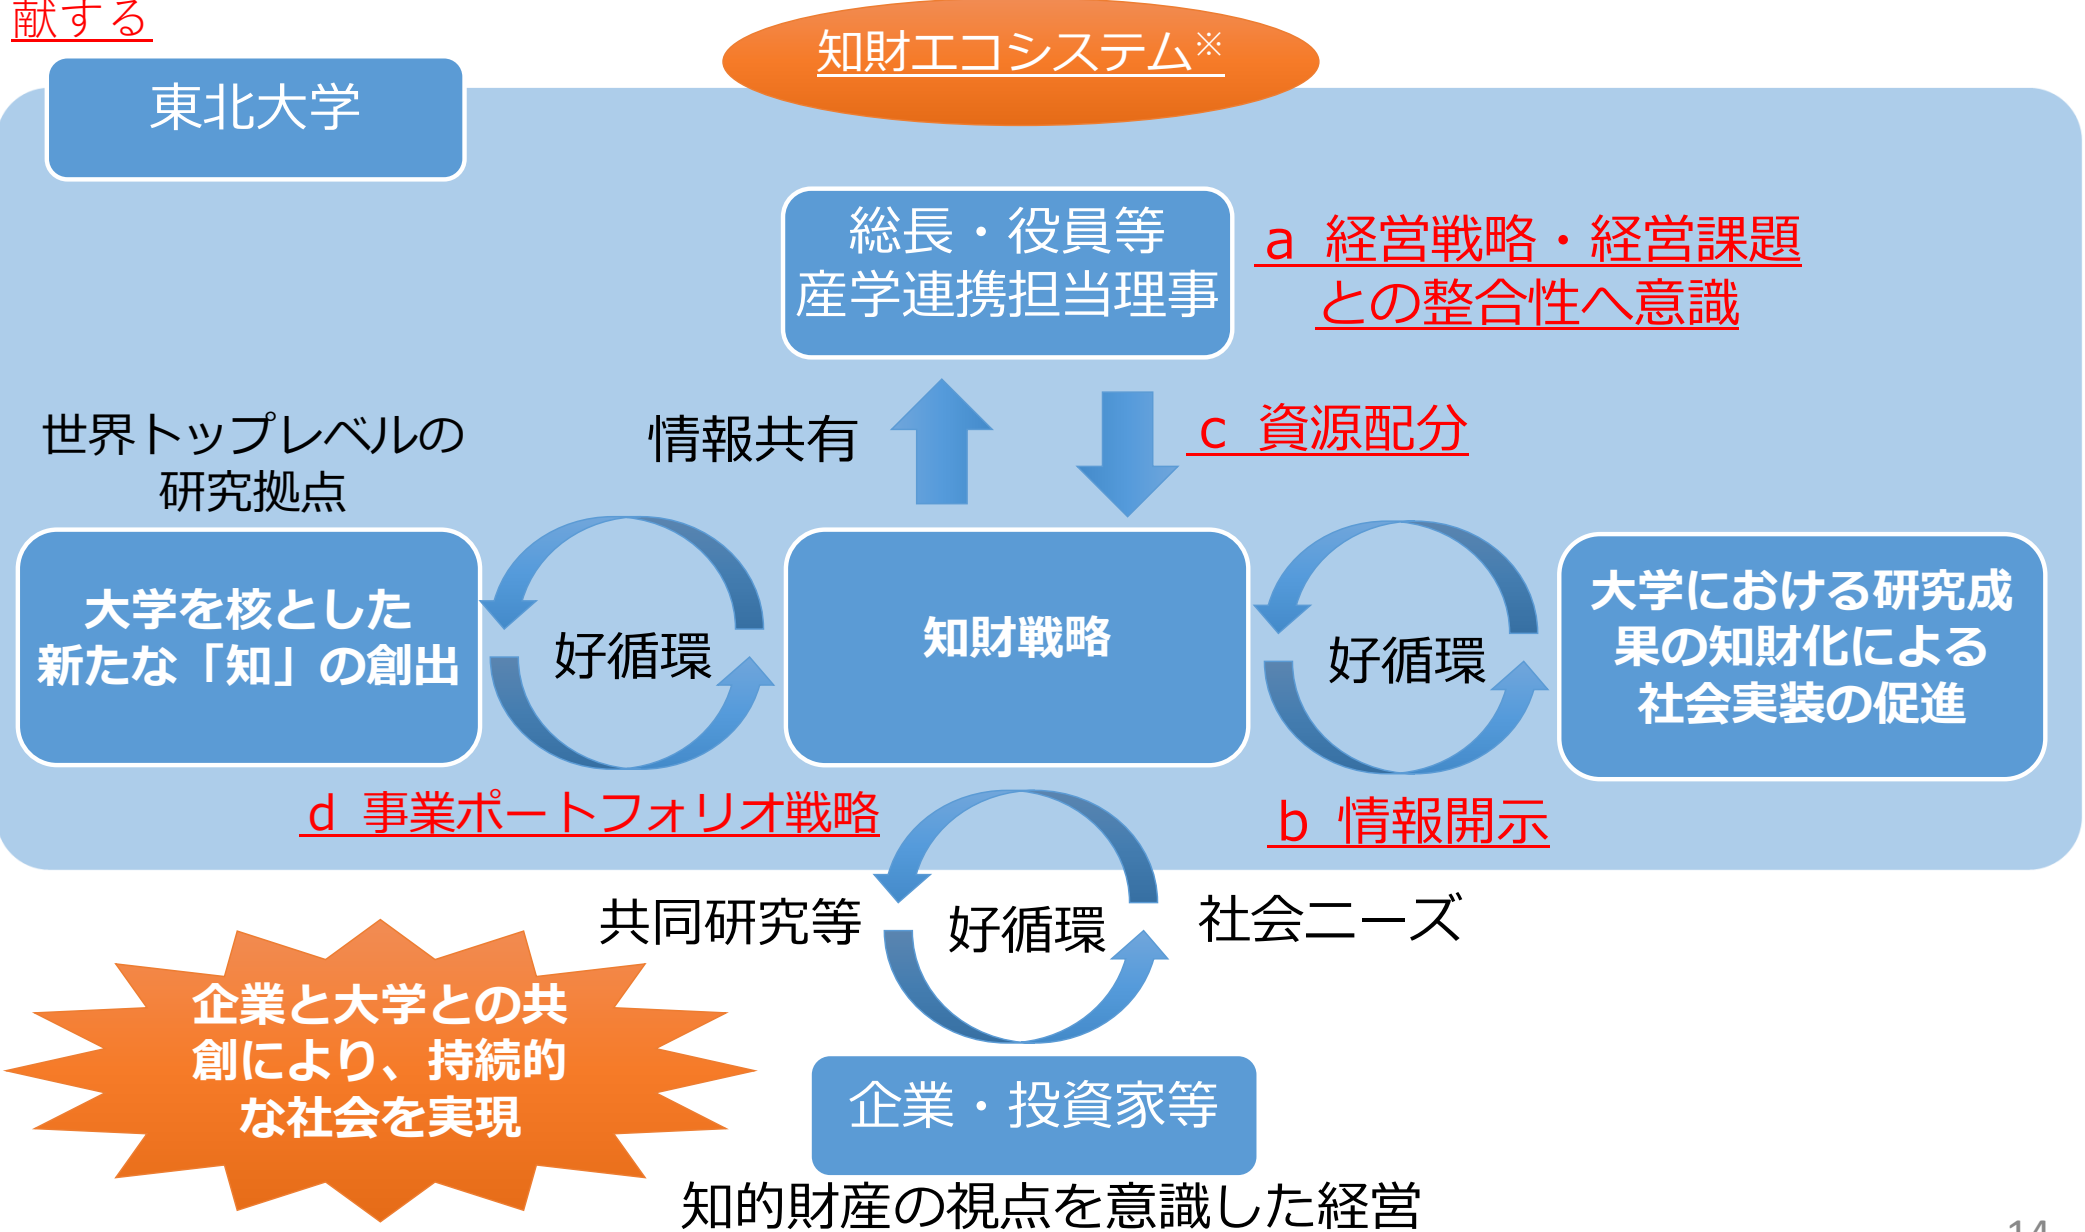 献する
知財エコシステム※
東北大学
総長・役員等
産学連携担当理事
a 経営戦略・経営課題
との整合性へ意識
世界トップレベルの
研究拠点
情報共有
c 資源配分
大学を核とした
新たな「知」の創出
好循環
知財戦略
好循環
大学における研究成
果の知財化による
社会実装の促進
d 事業ポートフォリオ戦略
b 情報開示
共同研究等
好循環
社会ニーズ
企業と大学との共
創により、持続的
な社会を実現
企業・投資家等
知的財産の視点を意識した経営
14